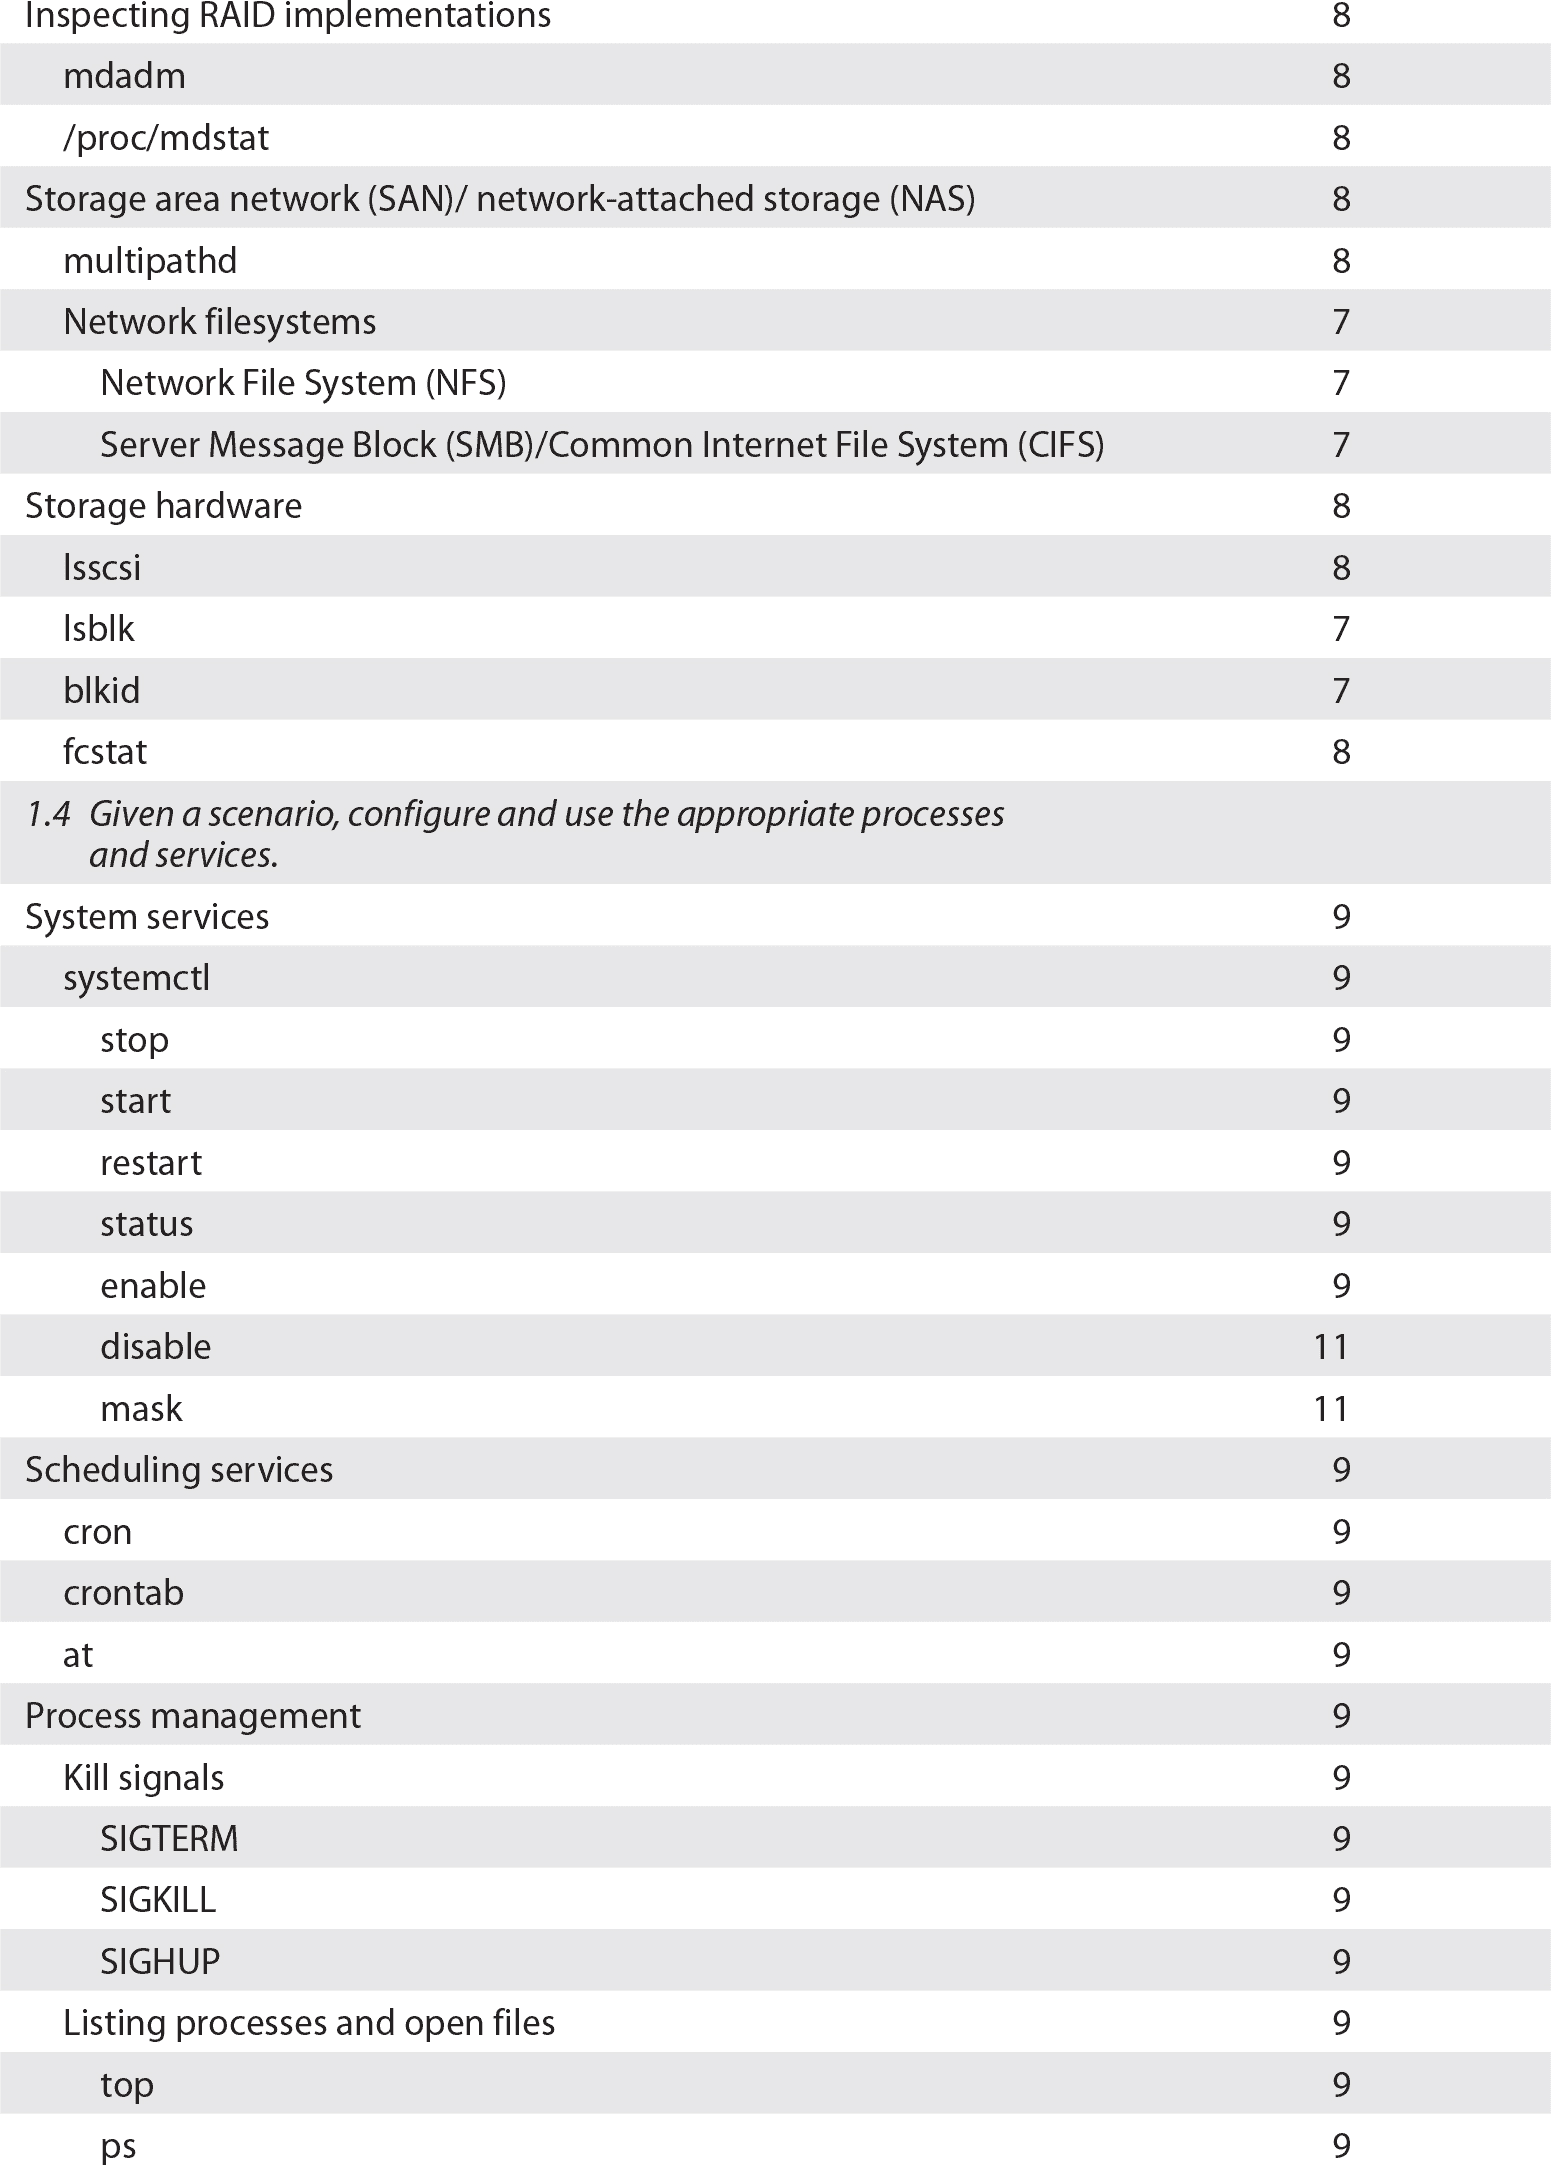 Inspecting RAID implementations 8
mdadm 8
/proc/mdstat 8
Storage area network (SAN)/ network-attached storage (NAS) 8
multipathd 8
Network filesystems 7
Network File System (NFS) 7
Server Message Block (SMB)/Common Internet File System (CIFS) 7
Storage hardware 8
lsscsi 8
lsblk 7
blkid 7
fcstat 8
1.4 Given a scenario, configure and use the appropriate processes
and services.
System services 9
systemctl 9
stop 9
start 9
restart 9
status 9
enable 9
disable 11
mask 11
Scheduling services 9
cron 9
crontab 9
at 9
Process management 9
Kill signals 9
SIGTERM 9
SIGKILL 9
SIGHUP 9
Listing processes and open files 9
top 9
ps 9